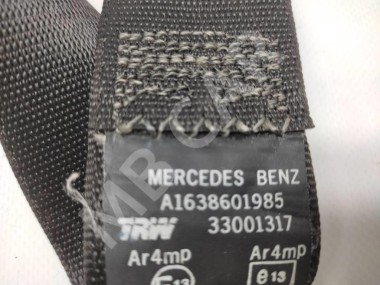 MERCEDES BENZ
A1638601985
TRW 33001317
Ar4mp Ar4mp
E13 e13